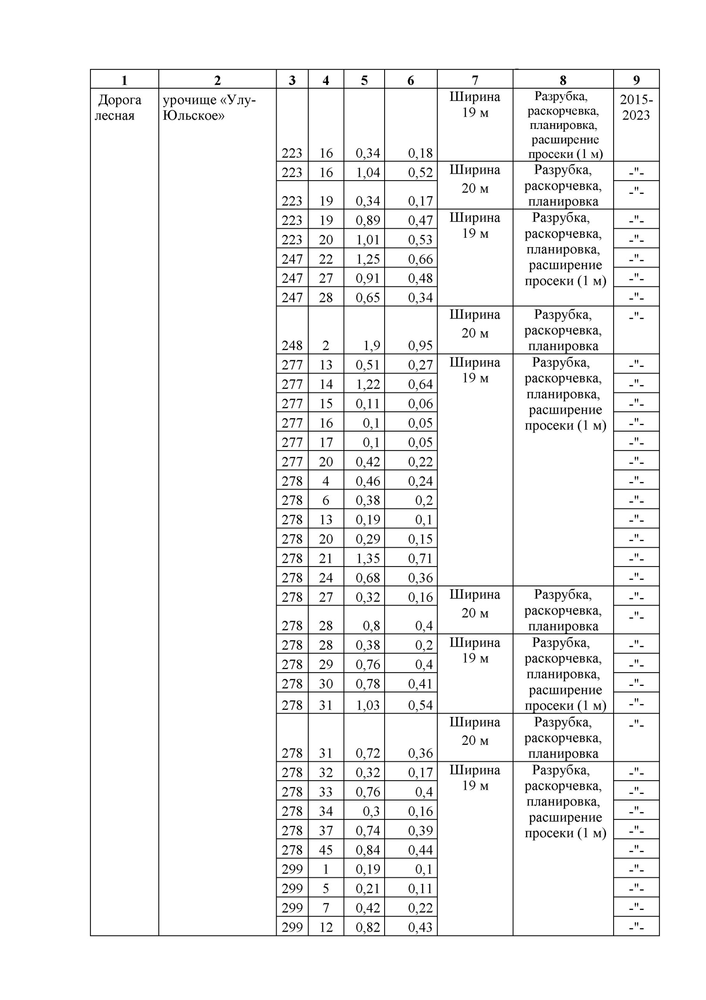 1 2 3 4 5 6 7 8 9
Дорога лесная урочище «Улу-Юльское» 223 16 0,34 0,18 Ширина 19 м Разрубка, раскорчевка, планировка, расширение просеки (1 м) 2015-2023
223 16 1,04 0,52 Ширина 20 м Разрубка, раскорчевка, планировка -"-
223 19 0,34 0,17 -"-
223 19 0,89 0,47 Ширина 19 м Разрубка, раскорчевка, планировка, расширение просеки (1 м) -"-
223 20 1,01 0,53 -"-
247 22 1,25 0,66 -"-
247 27 0,91 0,48 -"-
247 28 0,65 0,34 -"-
248 2 1,9 0,95 Ширина 20 м Разрубка, раскорчевка, планировка -"-
277 13 0,51 0,27 Ширина 19 м Разрубка, раскорчевка, планировка, расширение просеки (1 м) -"-
277 14 1,22 0,64 -"-
277 15 0,11 0,06 -"-
277 16 0,1 0,05 -"-
277 17 0,1 0,05 -"-
277 20 0,42 0,22 -"-
278 4 0,46 0,24 -"-
278 6 0,38 0,2 -"-
278 13 0,19 0,1 -"-
278 20 0,29 0,15 -"-
278 21 1,35 0,71 -"-
278 24 0,68 0,36 -"-
278 27 0,32 0,16 Ширина 20 м Разрубка, раскорчевка, планировка -"-
278 28 0,8 0,4 -"-
278 28 0,38 0,2 Ширина 19 м Разрубка, раскорчевка, планировка, расширение просеки (1 м) -"-
278 29 0,76 0,4 -"-
278 30 0,78 0,41 -"-
278 31 1,03 0,54 -"-
278 31 0,72 0,36 Ширина 20 м Разрубка, раскорчевка, планировка -"-
278 32 0,32 0,17 Ширина 19 м Разрубка, раскорчевка, планировка, расширение просеки (1 м) -"-
278 33 0,76 0,4 -"-
278 34 0,3 0,16 -"-
278 37 0,74 0,39 -"-
278 45 0,84 0,44 -"-
299 1 0,19 0,1 -"-
299 5 0,21 0,11 -"-
299 7 0,42 0,22 -"-
299 12 0,82 0,43 -"-